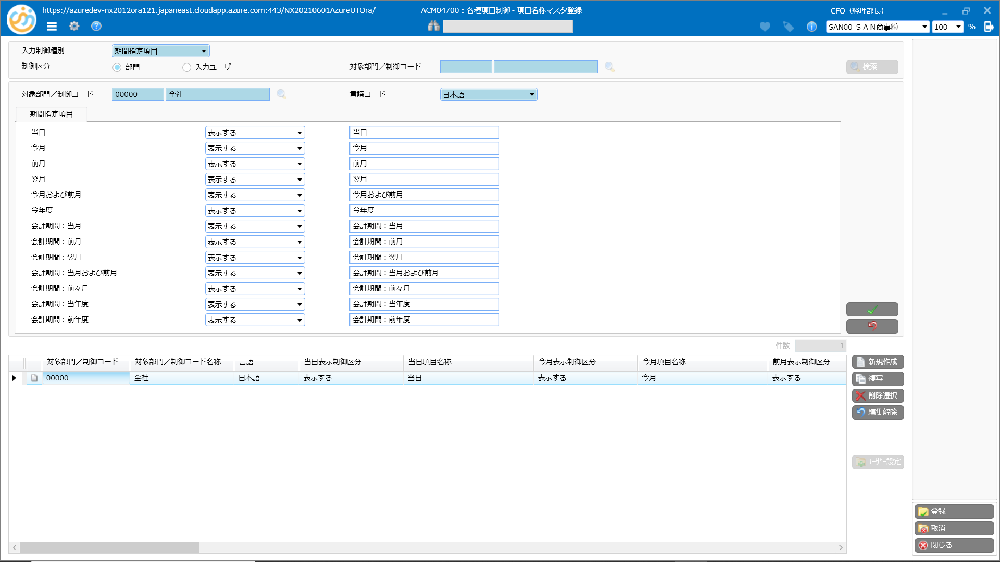 https://azuredev-nx2012ora121.japaneast.cloudapp.azure.com:443/NX20210601AzureUTOra/
ACM04700：各種項目制御・項目名称マスタ登録
CFO（経理部長）
SAN00 ＳＡＮ商事㈱
100
%
入力制御種別
期間指定項目
制御区分
部門
入力ユーザー
対象部門／制御コード
検索
対象部門／制御コード
00000
全社
言語コード
日本語
期間指定項目
当日 表示する 当日
今月 表示する 今月
前月 表示する 前月
翌月 表示する 翌月
今月および前月 表示する 今月および前月
今年度 表示する 今年度
会計期間：当月 表示する 会計期間：当月
会計期間：前月 表示する 会計期間：前月
会計期間：翌月 表示する 会計期間：翌月
会計期間：当月および前月 表示する 会計期間：当月および前月
会計期間：前々月 表示する 会計期間：前々月
会計期間：当年度 表示する 会計期間：当年度
会計期間：前年度 表示する 会計期間：前年度
件数 1
対象部門／制御コード 対象部門／制御コード名称 言語 当日表示制御区分 当日項目名称 今月表示制御区分 今月項目名称 前月表示制御区分
00000 全社 日本語 表示する 当日 表示する 今月 表示する
新規作成
複写
削除選択
編集解除
ﾕｰｻﾞｰ設定
登録
取消
閉じる